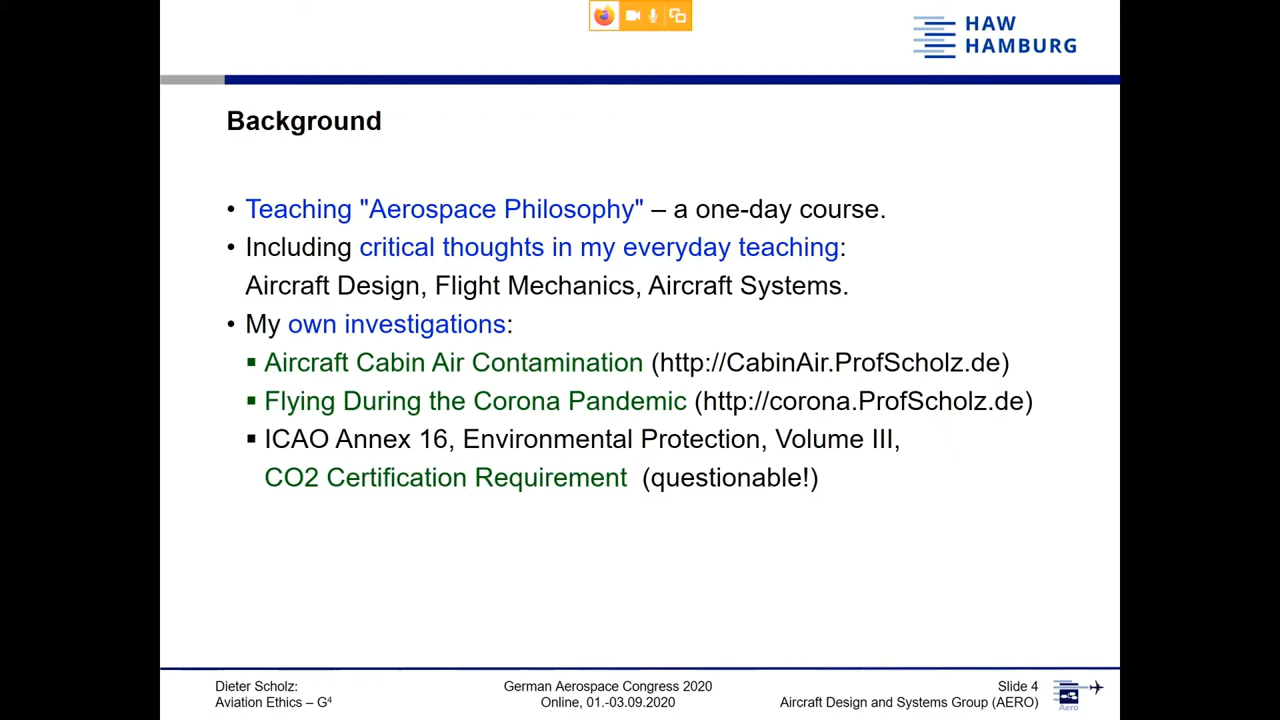 HAW
HAMBURG
Background
• Teaching "Aerospace Philosophy" – a one-day course.
• Including critical thoughts in my everyday teaching:
Aircraft Design, Flight Mechanics, Aircraft Systems.
• My own investigations:
▪ Aircraft Cabin Air Contamination (http://CabinAir.ProfScholz.de)
▪ Flying During the Corona Pandemic (http://corona.ProfScholz.de)
▪ ICAO Annex 16, Environmental Protection, Volume III,
CO2 Certification Requirement (questionable!)
Dieter Scholz:
Aviation Ethics – G⁴
German Aerospace Congress 2020
Online, 01.-03.09.2020
Slide 4
Aircraft Design and Systems Group (AERO)
Aero